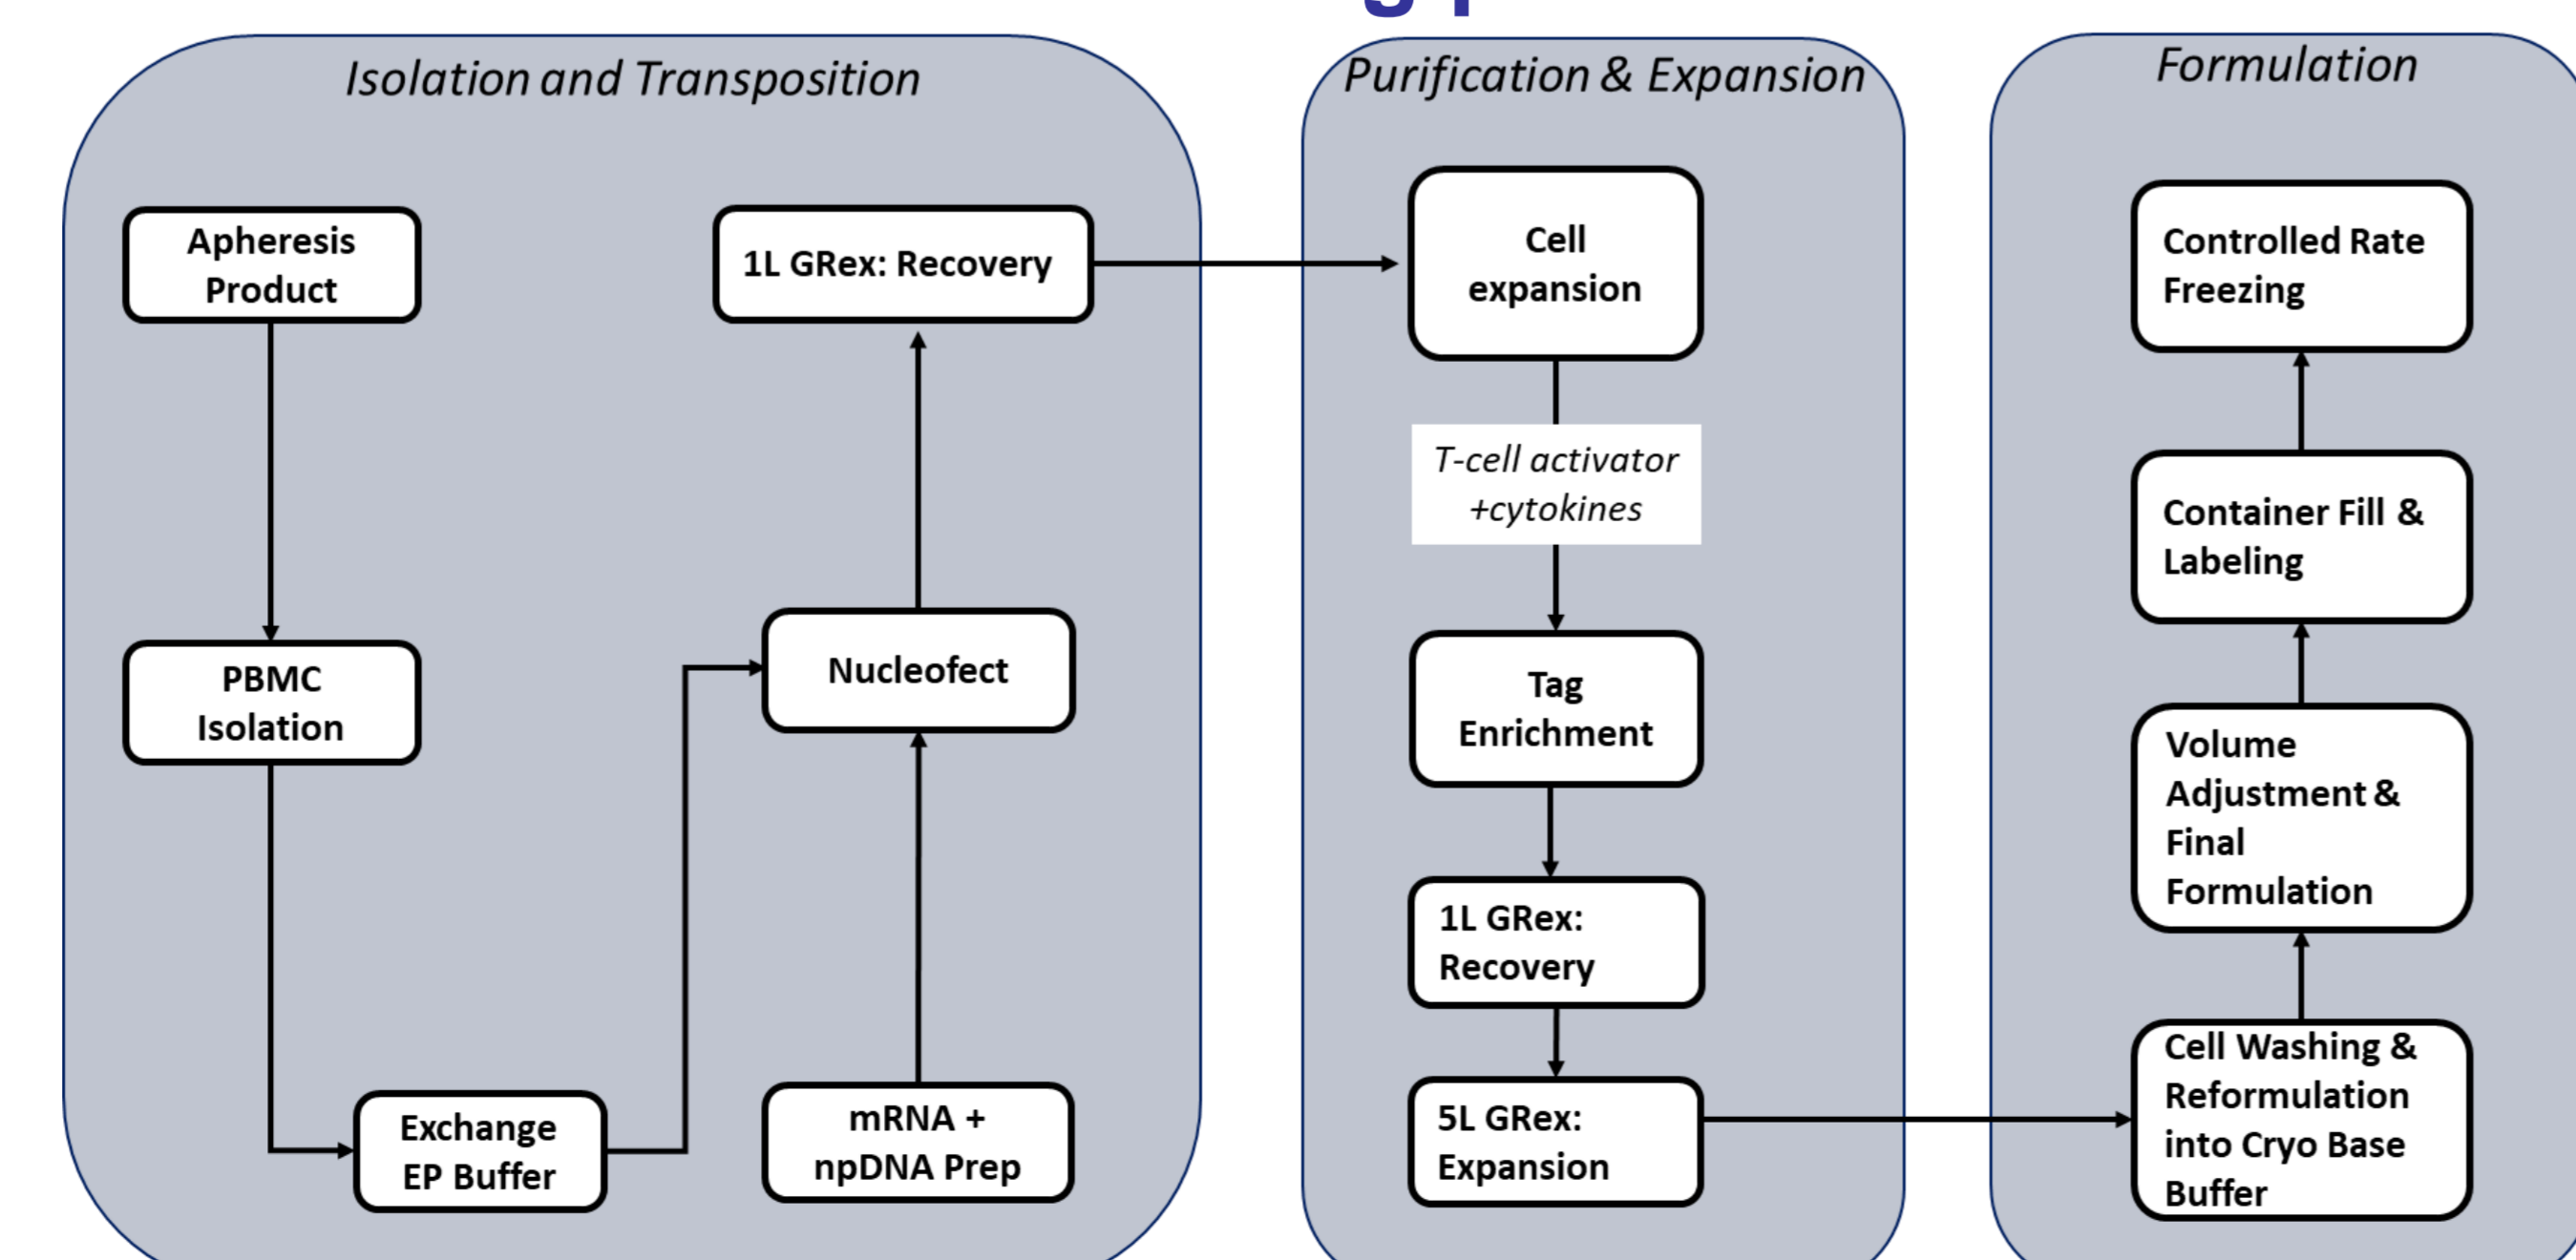 Isolation and Transposition
Apheresis
Product
1L GRex: Recovery
PBMC
Isolation
Nucleofect
Exchange
EP Buffer
mRNA +
npDNA Prep
Purification & Expansion
Cell
expansion
T-cell activator
+cytokines
Tag
Enrichment
1L GRex:
Recovery
5L GRex:
Expansion
Formulation
Controlled Rate
Freezing
Container Fill &
Labeling
Volume
Adjustment &
Final
Formulation
Cell Washing &
Reformulation
into Cryo Base
Buffer